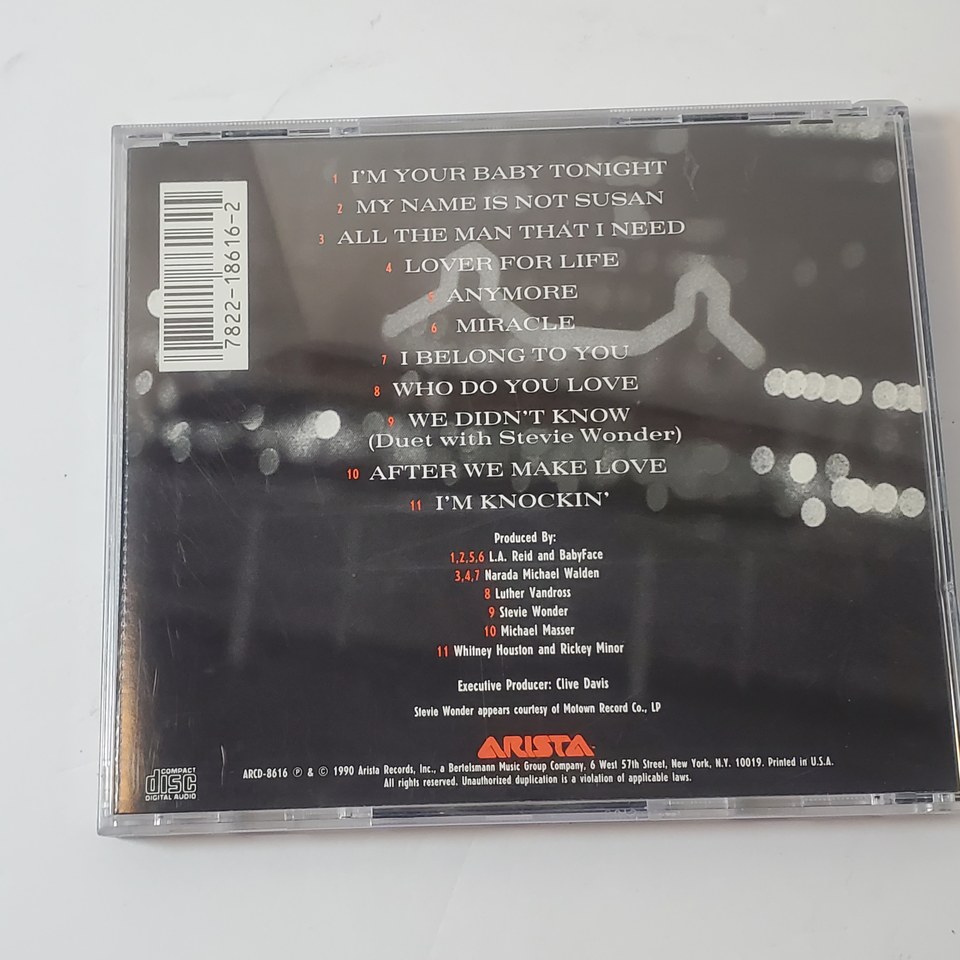 1 I'M YOUR BABY TONIGHT
2 MY NAME IS NOT SUSAN
3 ALL THE MAN THAT I NEED
4 LOVER FOR LIFE
5 ANYMORE
6 MIRACLE
7 I BELONG TO YOU
8 WHO DO YOU LOVE
9 WE DIDN'T KNOW
(Duet with Stevie Wonder)
10 AFTER WE MAKE LOVE
11 I'M KNOCKIN'
7822-18616-2
Produced By:
1,2,5,6 L.A. Reid and BabyFace
3,4,7 Narada Michael Walden
8 Luther Vandross
9 Stevie Wonder
10 Michael Masser
11 Whitney Houston and Rickey Minor
Executive Producer: Clive Davis
Stevie Wonder appears courtesy of Motown Record Co., LP
ARISTA
ARCD-8616 ℗ & © 1990 Arista Records, Inc., a Bertelsmann Music Group Company. 6 West 57th Street, New York, N.Y. 10019. Printed in U.S.A.
All rights reserved. Unauthorized duplication is a violation of applicable laws.
COMPACT
disc
DIGITAL AUDIO